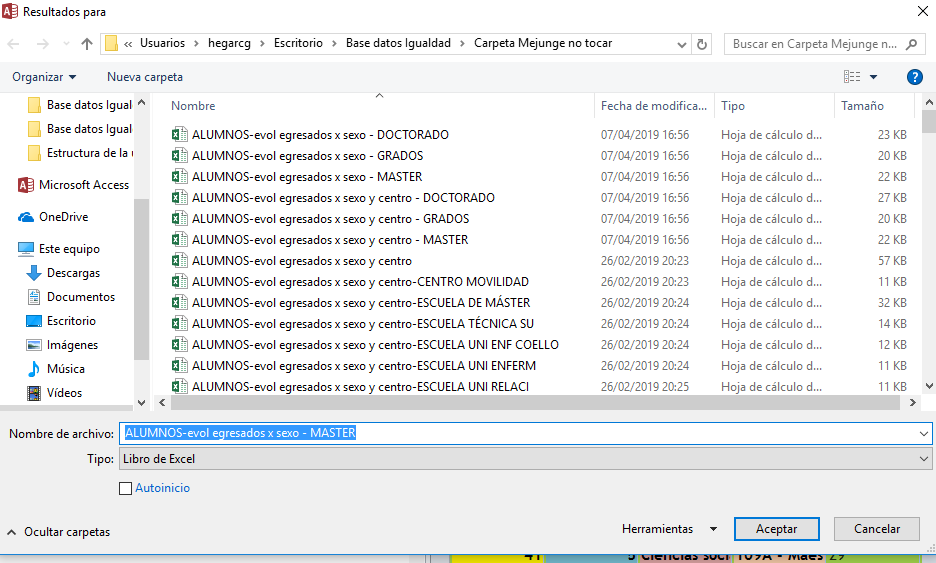 Resultados para
« Usuarios > hegarcg > Escritorio > Base datos Igualdad > Carpeta Mejunge no tocar
Buscar en Carpeta Mejunge n...
Organizar Nueva carpeta
Nombre Fecha de modifica... Tipo Tamaño
Base datos Igual
Base datos Igual
Estructura de la u
Microsoft Access
OneDrive
Este equipo
Descargas
Documentos
Escritorio
Imágenes
Música
Vídeos
ALUMNOS-evol egresados x sexo - DOCTORADO 07/04/2019 16:56 Hoja de cálculo d... 23 KB
ALUMNOS-evol egresados x sexo - GRADOS 07/04/2019 16:56 Hoja de cálculo d... 20 KB
ALUMNOS-evol egresados x sexo - MASTER 07/04/2019 16:56 Hoja de cálculo d... 22 KB
ALUMNOS-evol egresados x sexo y centro - DOCTORADO 07/04/2019 16:56 Hoja de cálculo d... 27 KB
ALUMNOS-evol egresados x sexo y centro - GRADOS 07/04/2019 16:56 Hoja de cálculo d... 20 KB
ALUMNOS-evol egresados x sexo y centro - MASTER 07/04/2019 16:56 Hoja de cálculo d... 22 KB
ALUMNOS-evol egresados x sexo y centro 26/02/2019 20:23 Hoja de cálculo d... 57 KB
ALUMNOS-evol egresados x sexo y centro-CENTRO MOVILIDAD 26/02/2019 20:23 Hoja de cálculo d... 11 KB
ALUMNOS-evol egresados x sexo y centro-ESCUELA DE MÁSTER 26/02/2019 20:24 Hoja de cálculo d... 32 KB
ALUMNOS-evol egresados x sexo y centro-ESCUELA TÉCNICA SU 26/02/2019 20:24 Hoja de cálculo d... 14 KB
ALUMNOS-evol egresados x sexo y centro-ESCUELA UNI ENF COELLO 26/02/2019 20:24 Hoja de cálculo d... 12 KB
ALUMNOS-evol egresados x sexo y centro-ESCUELA UNI ENFERM 26/02/2019 20:24 Hoja de cálculo d... 11 KB
ALUMNOS-evol egresados x sexo y centro-ESCUELA UNI RELACI 26/02/2019 20:25 Hoja de cálculo d... 11 KB
Nombre de archivo: ALUMNOS-evol egresados x sexo - MASTER
Tipo: Libro de Excel
Autoinicio
Ocultar carpetas Herramientas Aceptar Cancelar
41 5 Ciencias soci 109A - Maes 29